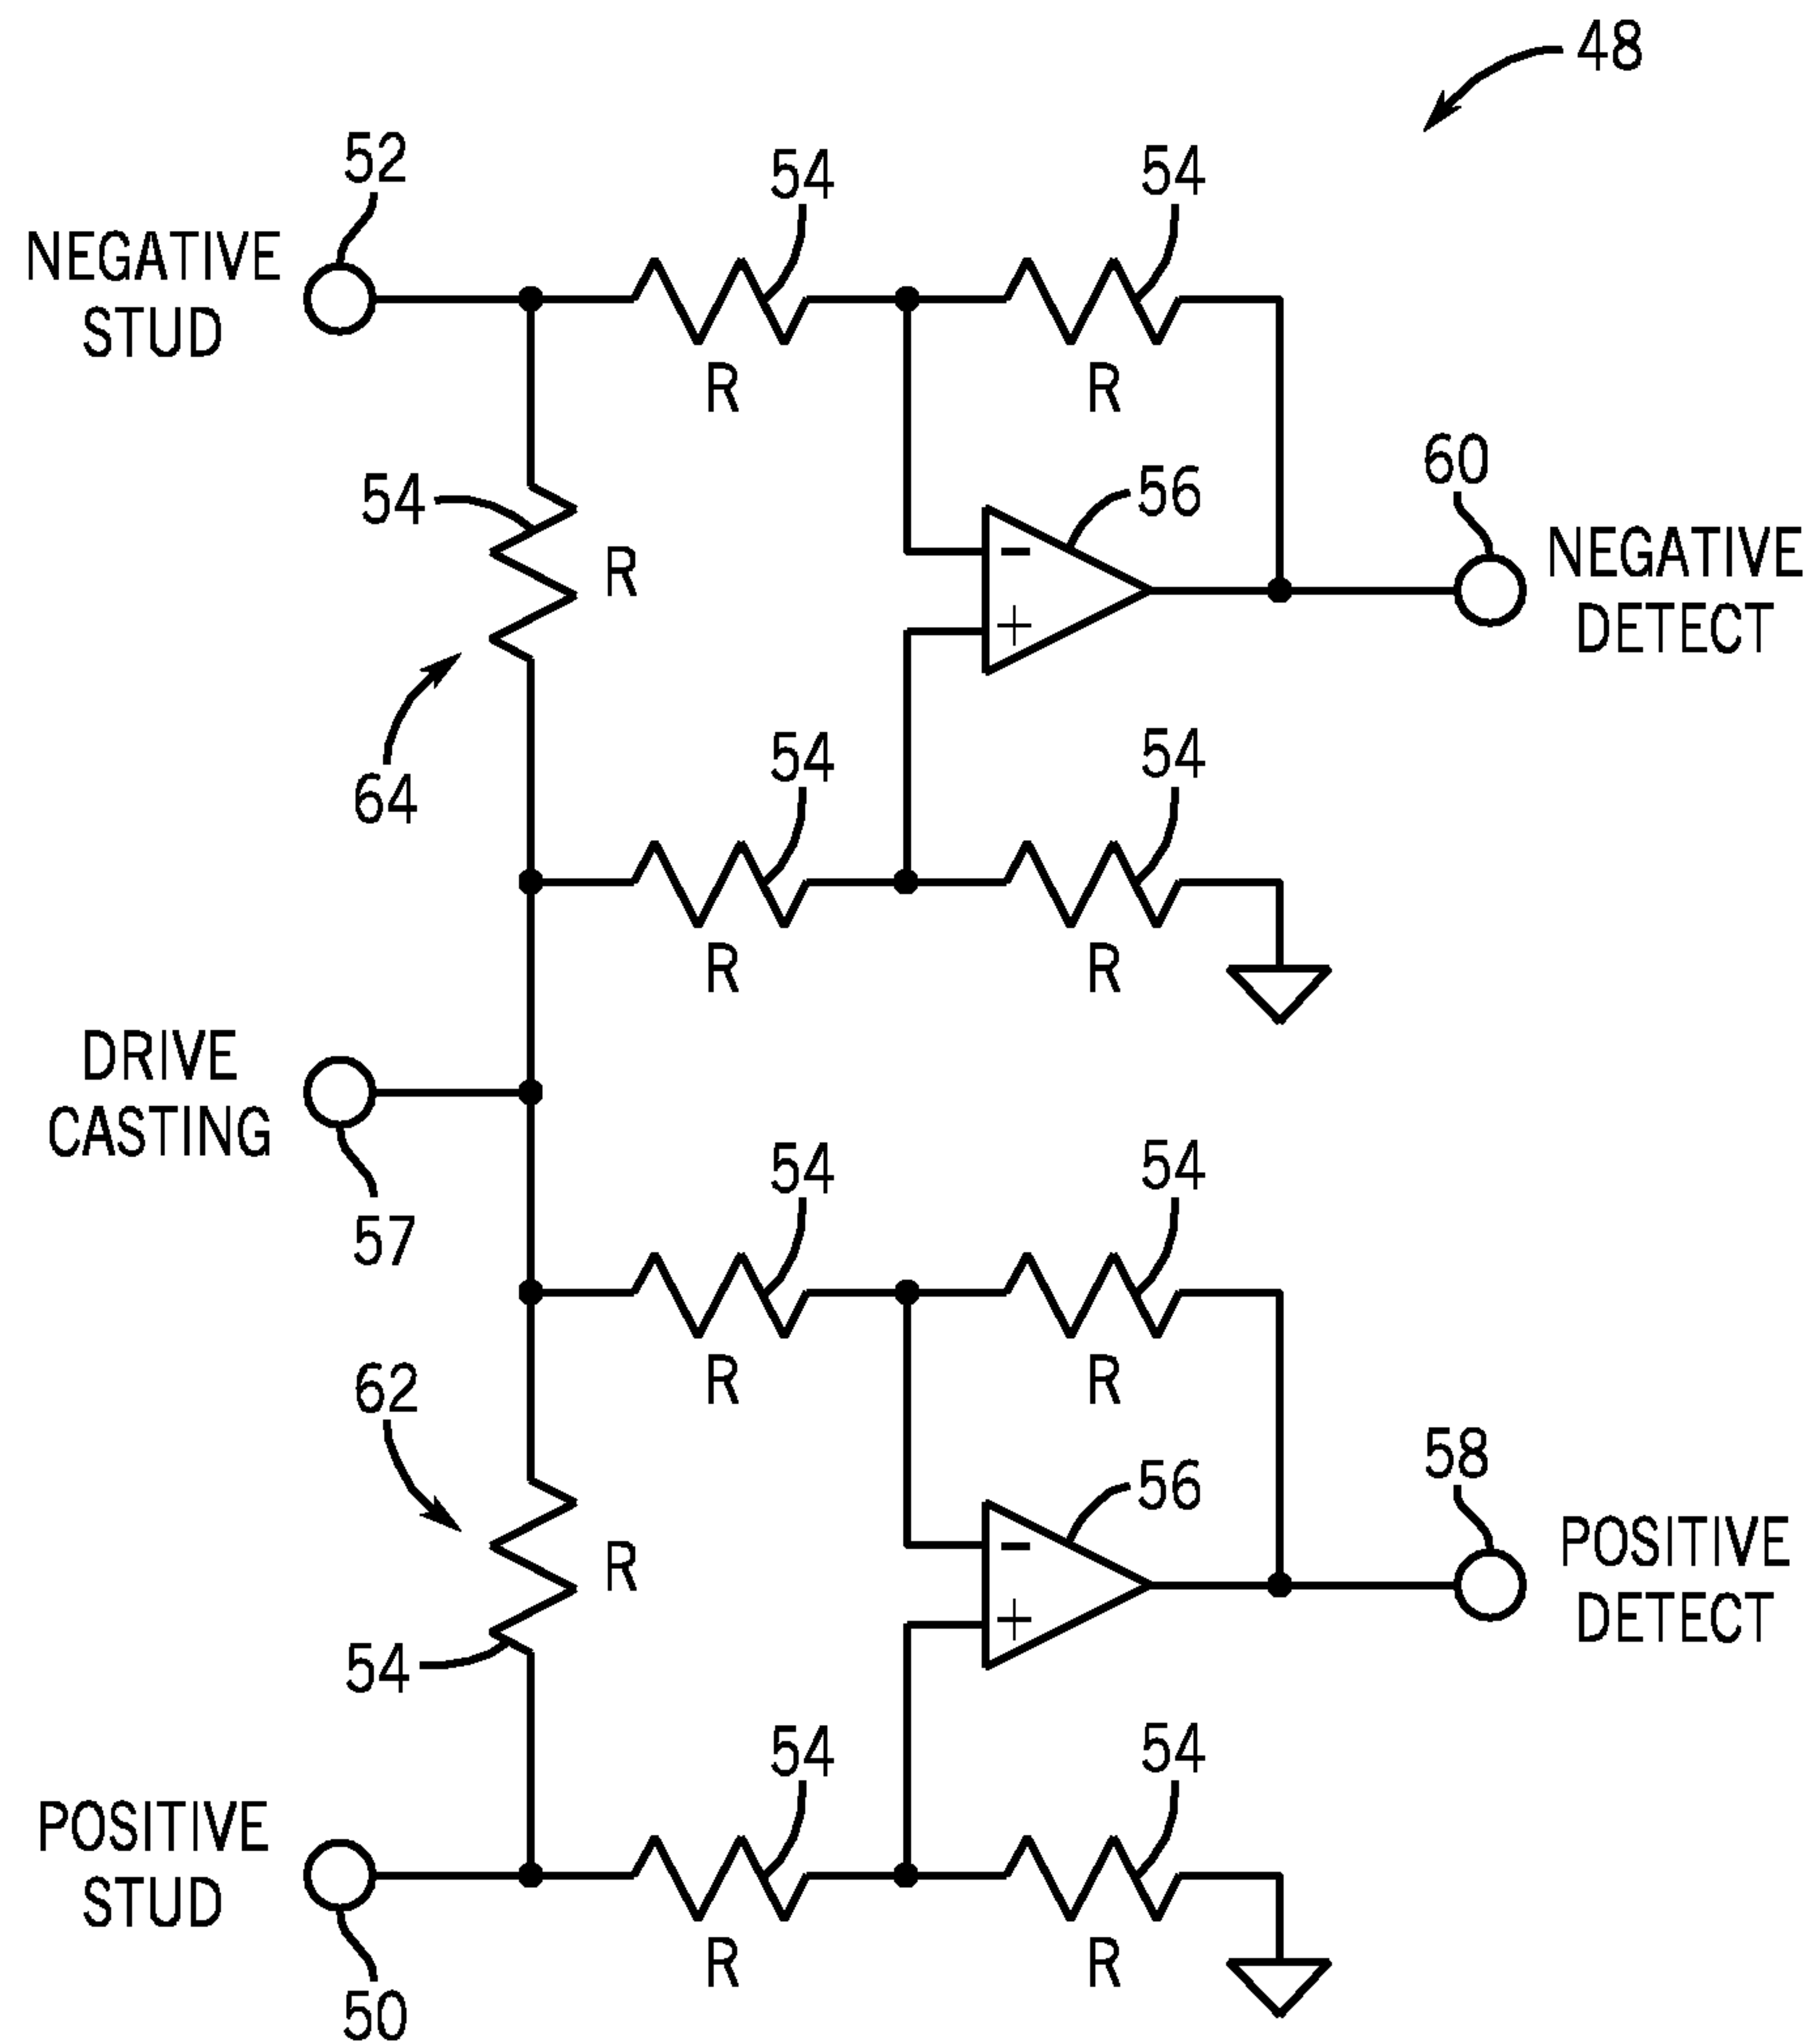 48
52
54
54
NEGATIVE
STUD
R
R
54
R
56
-
+
60
NEGATIVE
DETECT
64
54
54
R
R
DRIVE
CASTING
57
54
54
R
R
62
R
54
56
-
+
58
POSITIVE
DETECT
54
54
POSITIVE
STUD
R
R
50